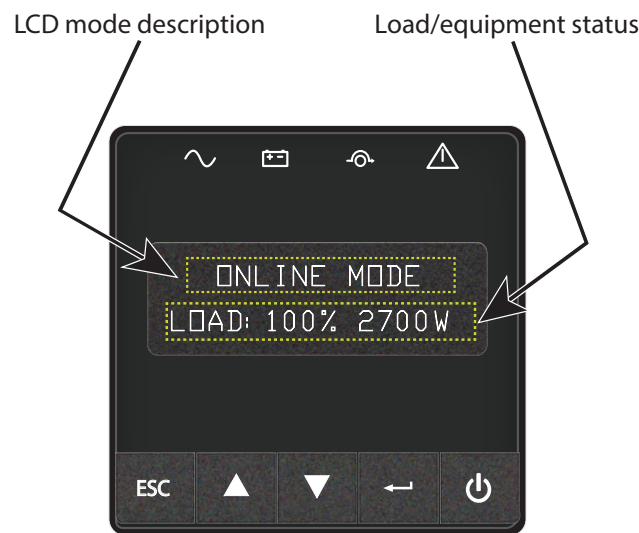 LCD mode description
Load/equipment status
ONLINE MODE
LOAD: 100% 2700W
ESC